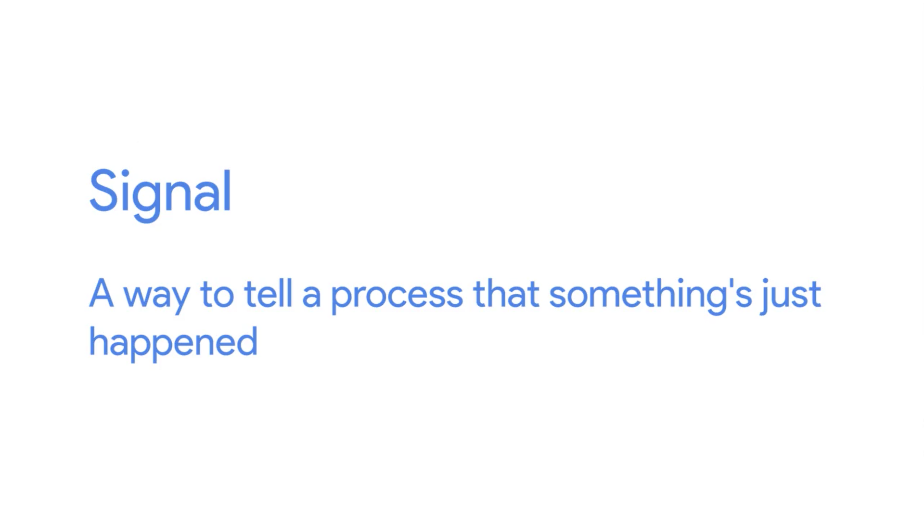 Signal
A way to tell a process that something's just
happened